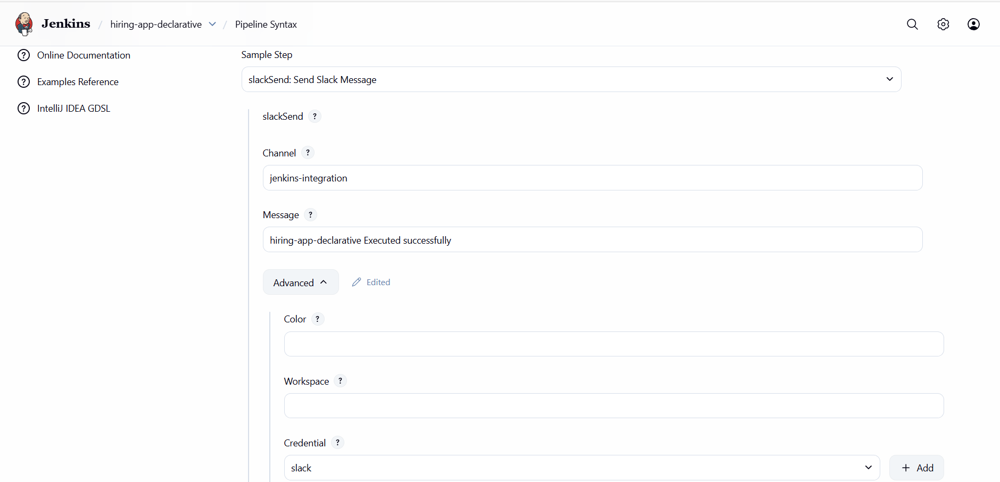 Jenkins / hiring-app-declarative / Pipeline Syntax
Online Documentation
Examples Reference
IntelliJ IDEA GDSL
Sample Step
slackSend: Send Slack Message
slackSend ?
Channel ?
jenkins-integration
Message ?
hiring-app-declarative Executed successfully
Advanced Edited
Color ?
Workspace ?
Credential ?
slack
+ Add